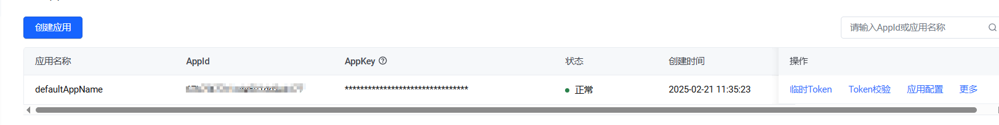 创建应用
请输入AppId或应用名称
应用名称 AppId AppKey 状态 创建时间 操作
defaultAppName ******************************** 正常 2025-02-21 11:35:23 临时Token Token校验 应用配置 更多